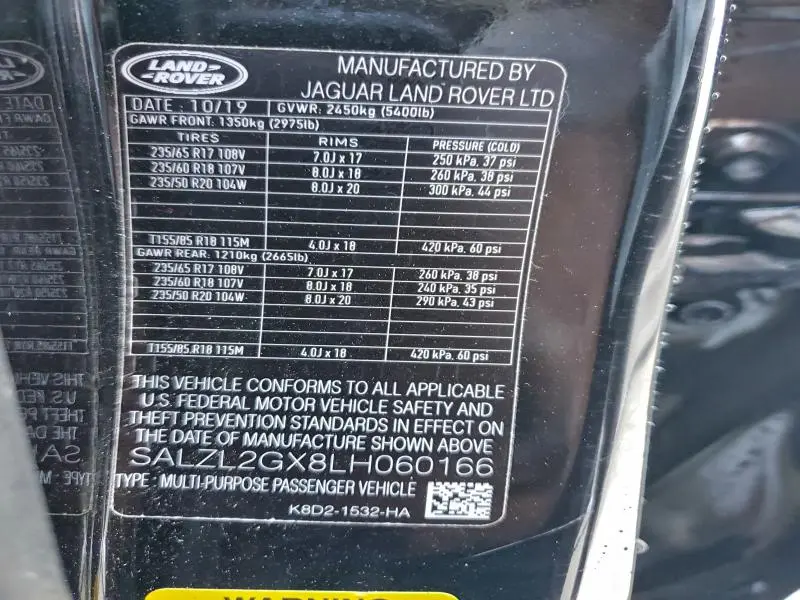 LAND
ROVER
MANUFACTURED BY
JAGUAR LAND ROVER LTD
DATE : 10/19 GVWR: 2450kg (5400lb)
GAWR FRONT: 1350kg (2975lb)
TIRES RIMS PRESSURE (COLD)
235/65 R17 108V 7.0J x 17 250 kPa, 37 psi
235/60 R18 107V 8.0J x 18 260 kPa, 38 psi
235/50 R20 104W 8.0J x 20 300 kPa, 44 psi
T155/85 R18 115M 4.0J x 18 420 kPa, 60 psi
GAWR REAR: 1210kg (2665lb)
235/65 R17 108V 7.0J x 17 260 kPa, 38 psi
235/60 R18 107V 8.0J x 18 240 kPa, 35 psi
235/50 R20 104W 8.0J x 20 290 kPa, 43 psi
T155/85 R18 115M 4.0J x 18 420 kPa, 60 psi
THIS VEHICLE CONFORMS TO ALL APPLICABLE
U.S. FEDERAL MOTOR VEHICLE SAFETY AND
THEFT PREVENTION STANDARDS IN EFFECT ON
THE DATE OF MANUFACTURE SHOWN ABOVE
SALZL2GX8LH060166
TYPE : MULTI-PURPOSE PASSENGER VEHICLE
K8D2-1532-HA
WARNING